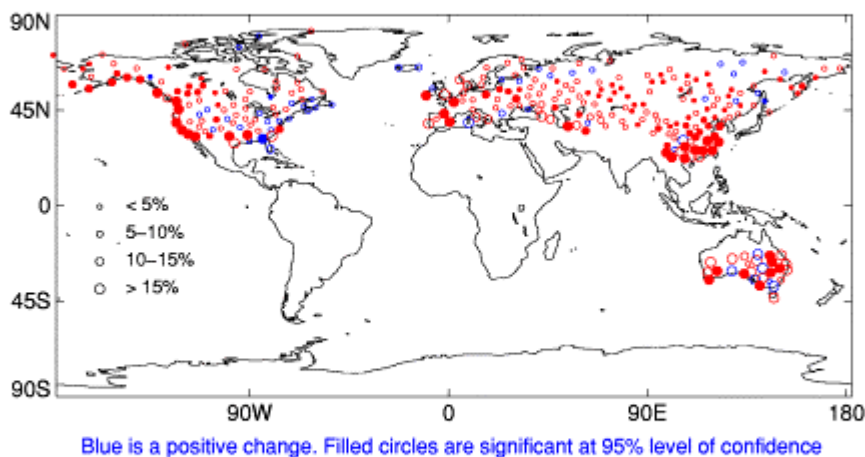 90N
45N
0
45S
90S
< 5%
5–10%
10–15%
> 15%
90W 0 90E 180
Blue is a positive change. Filled circles are significant at 95% level of confidence